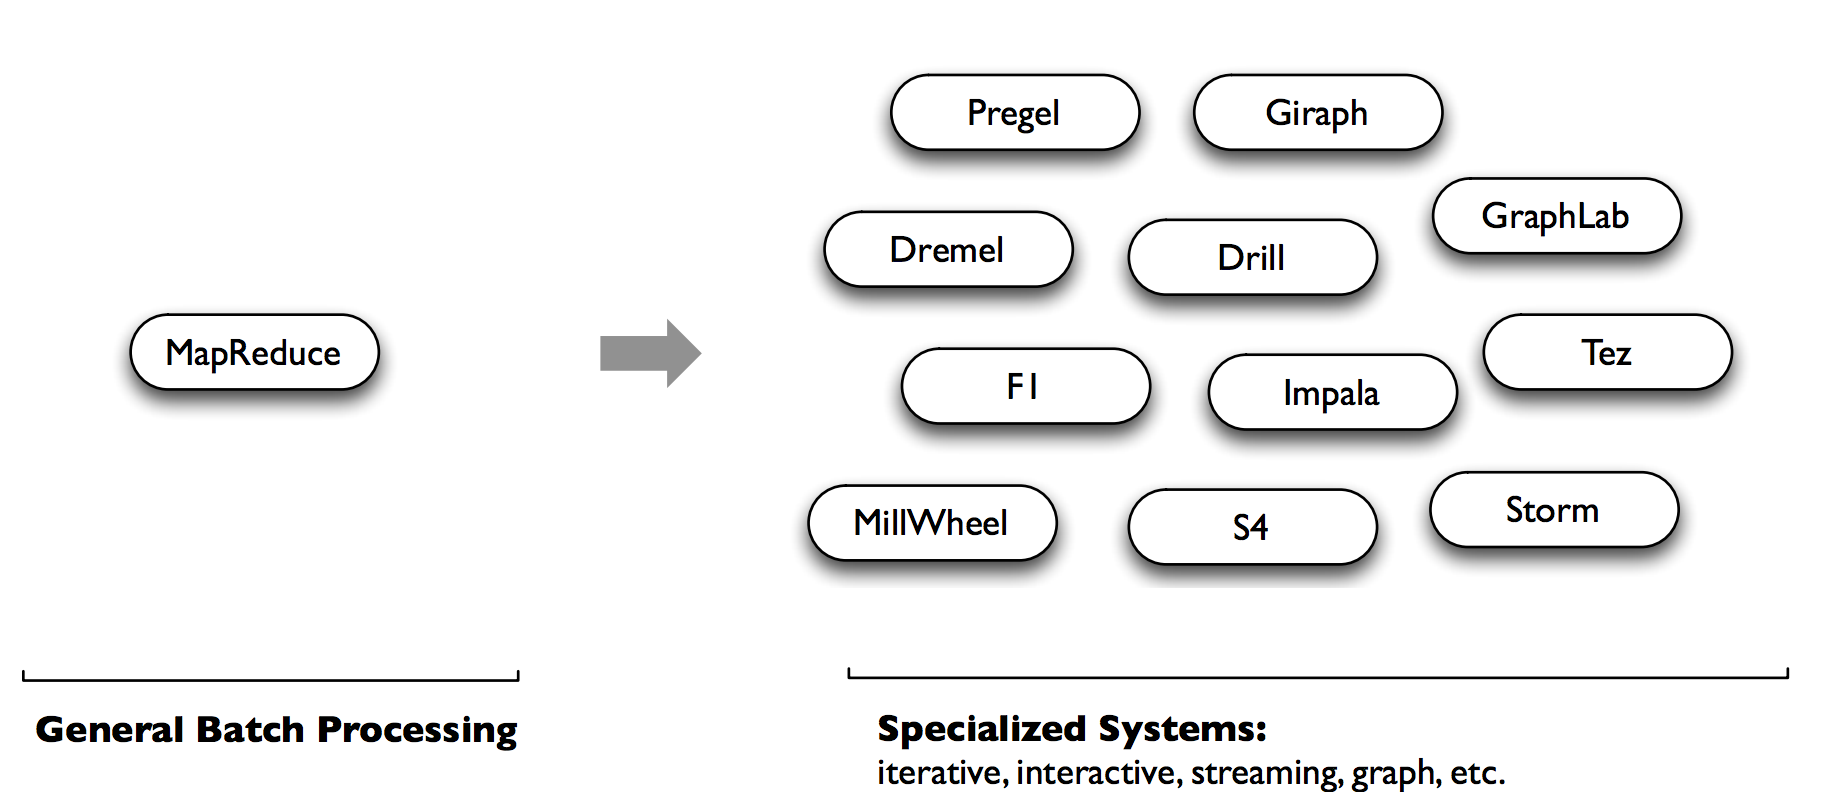 Pregel
Giraph
GraphLab
Dremel
Drill
MapReduce
Tez
F1
Impala
MillWheel
S4
Storm
General Batch Processing
Specialized Systems:
iterative, interactive, streaming, graph, etc.